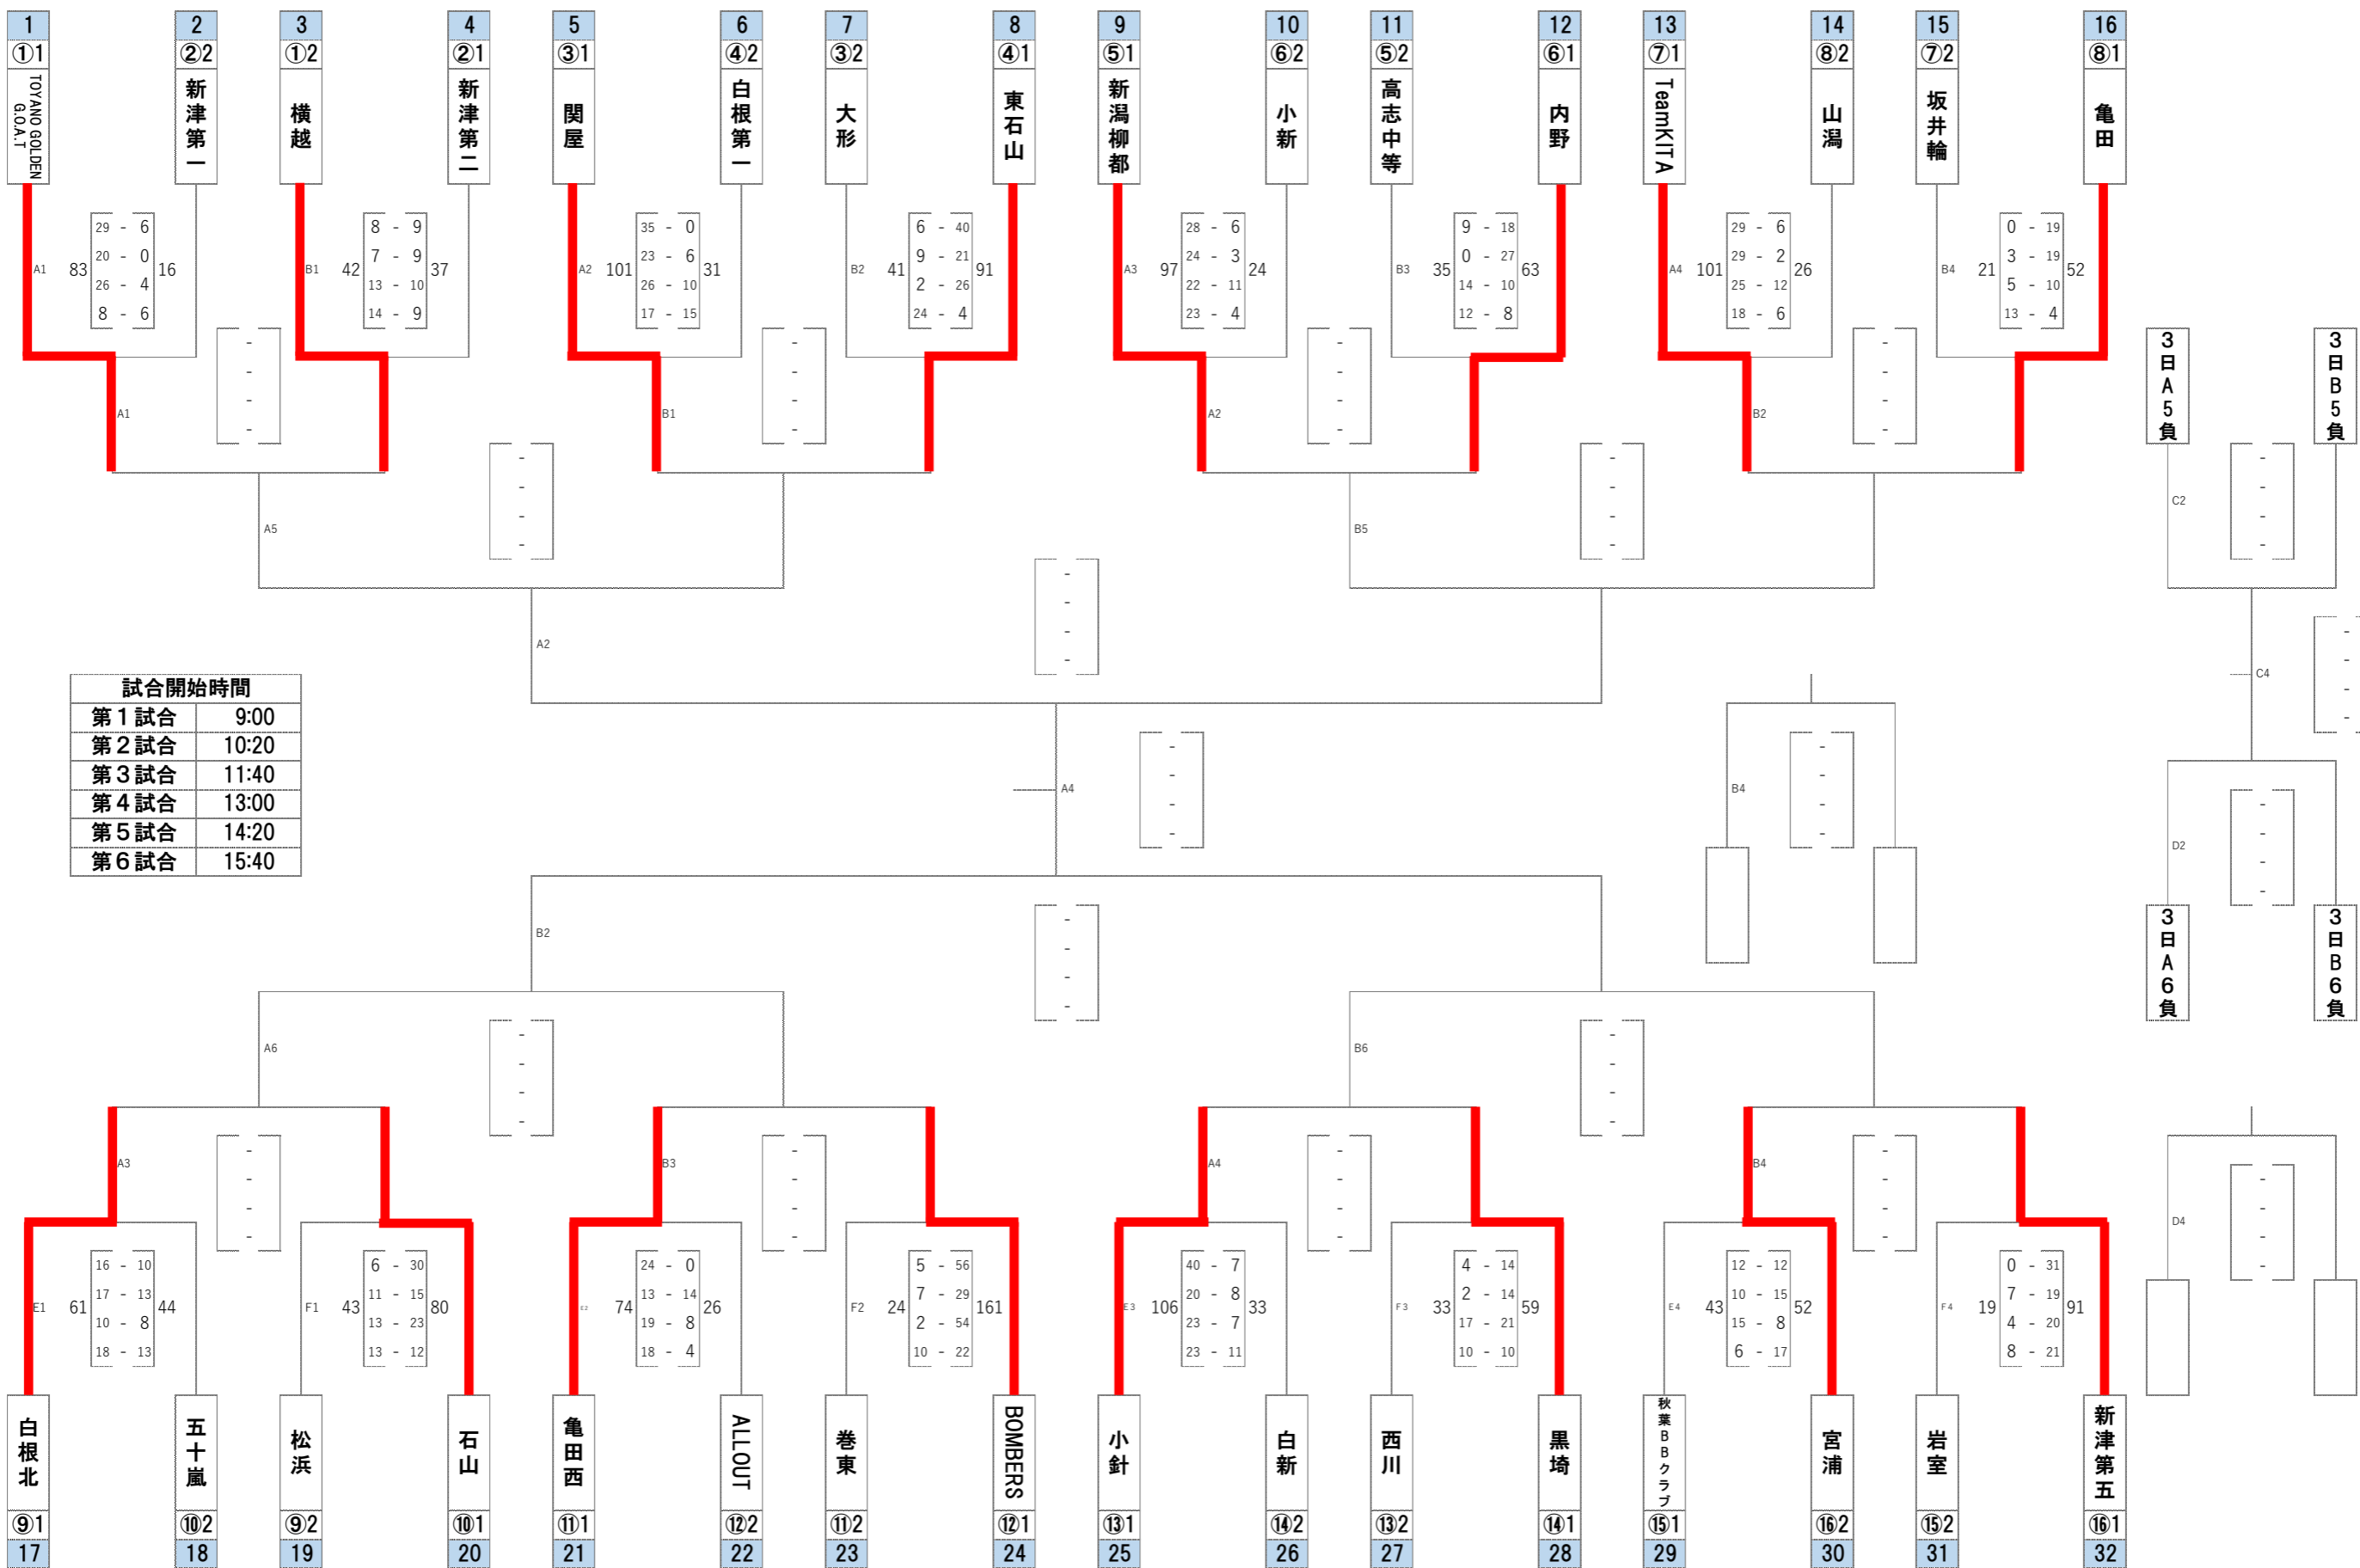 1 2 3 4 5 6 7 8 9 10 11 12 13 14 15 16
①1 ②2 ①2 ②1 ③1 ④2 ③2 ④1 ⑤1 ⑥2 ⑤2 ⑥1 ⑦1 ⑧2 ⑦2 ⑧1
TOYANO GOLDEN
G.O.A.T
新津第一
横越
新津第二
関屋
白根第一
大形
東石山
新潟柳都
小新
高志中等
内野
TeamKITA
山潟
坂井輪
亀田
29 - 6 8 - 9 35 - 0 6 - 40 28 - 6 9 - 18 29 - 6 0 - 19
20 - 0 7 - 9 23 - 6 9 - 21 24 - 3 0 - 27 29 - 2 3 - 19
A1 83 16 B1 42 37 A2 101 31 B2 41 91 A3 97 24 B3 35 63 A4 101 26 B4 21 52
26 - 4 13 - 10 26 - 10 2 - 26 22 - 11 14 - 10 25 - 12 5 - 10
8 - 6 14 - 9 17 - 15 24 - 4 23 - 4 12 - 8 18 - 6 13 - 4
3日A5負
3日B5負
- - - -
- - - -
- - - -
- - - -
A1 B1 A2 B2
- - -
- - -
- - -
- - -
A5 B5 C2
-
-
-
-
A2
試合開始時間
第1試合 9:00
第2試合 10:20
第3試合 11:40
第4試合 13:00
第5試合 14:20
第6試合 15:40
-
-
-
-
C4
- -
- -
- -
- -
A4 B4
-
-
-
-
D2
3日A6負
3日B6負
-
-
-
-
B2
- -
- -
- -
- -
A6 B6
- - - -
- - - -
- - - -
- - - -
A3 B3 A4 B4
-
-
-
-
D4
16 - 10 6 - 30 24 - 0 5 - 56 40 - 7 4 - 14 12 - 12 0 - 31
17 - 13 11 - 15 13 - 14 7 - 29 20 - 8 2 - 14 10 - 15 7 - 19
E1 61 44 F1 43 80 E2 74 26 F2 24 161 E3 106 33 F3 33 59 E4 43 52 F4 19 91
10 - 8 13 - 23 19 - 8 2 - 54 23 - 7 17 - 21 15 - 8 4 - 20
18 - 13 13 - 12 18 - 4 10 - 22 23 - 11 10 - 10 6 - 17 8 - 21
白根北
五十嵐
松浜
石山
亀田西
ALLOUT
巻東
BOMBERS
小針
白新
西川
黒埼
秋葉BBクラブ
宮浦
岩室
新津第五
⑨1 ⑩2 ⑨2 ⑩1 ⑪1 ⑫2 ⑪2 ⑫1 ⑬1 ⑭2 ⑬2 ⑭1 ⑮1 ⑯2 ⑮2 ⑯1
17 18 19 20 21 22 23 24 25 26 27 28 29 30 31 32